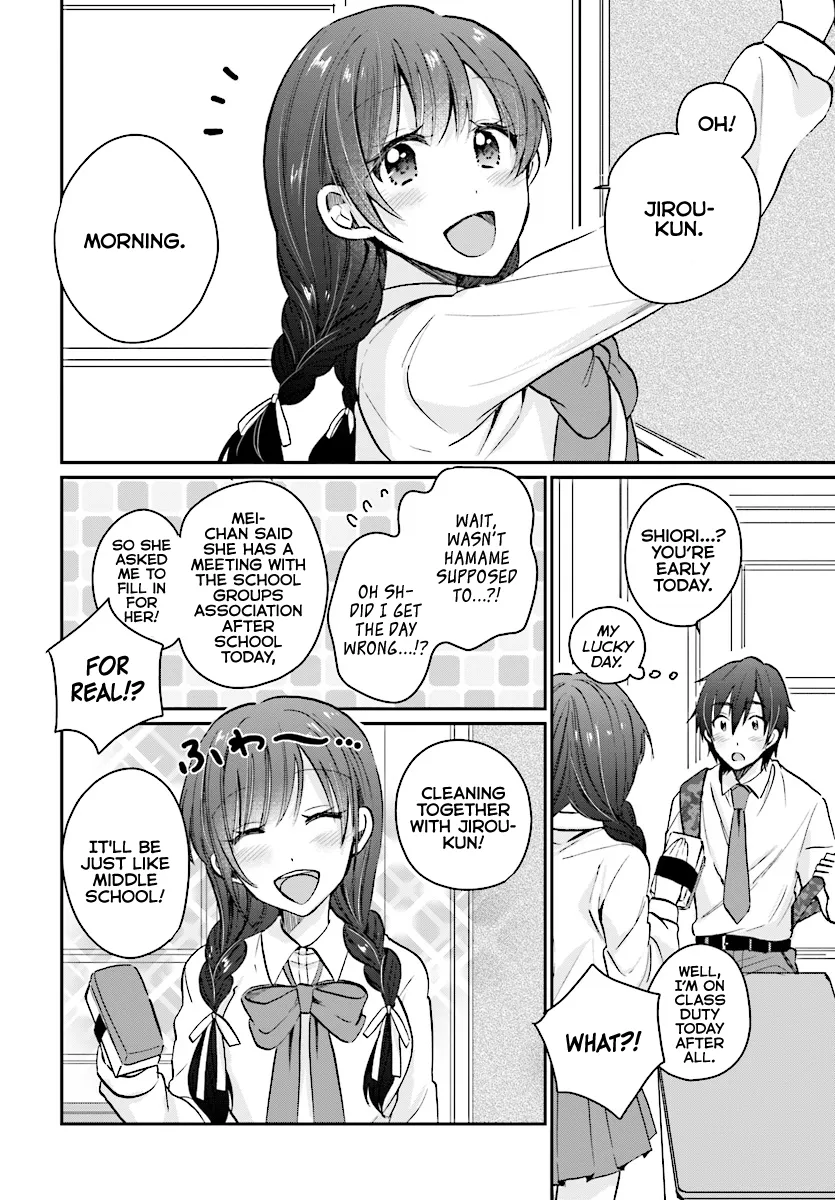 OH!
JIROU-
KUN.
MORNING.
SHIORI...?
YOU'RE
EARLY
TODAY.
MY
LUCKY
DAY.
WELL,
I'M ON
CLASS
DUTY
TODAY
AFTER
ALL.
WHAT?!
WAIT,
WASN'T
HAMAME
SUPPOSED
TO...?!
OH SH-
DID I GET
THE DAY
WRONG...!?
MEI-
CHAN SAID
SHE HAS A
MEETING WITH
THE SCHOOL
GROUPS
ASSOCIATION
AFTER
SCHOOL
TODAY,
SO SHE
ASKED
ME TO
FILL IN
FOR
HER!
FOR
REAL!?
CLEANING
TOGETHER
WITH JIROU-
KUN!
ふわ～…
IT'LL BE
JUST LIKE
MIDDLE
SCHOOL!